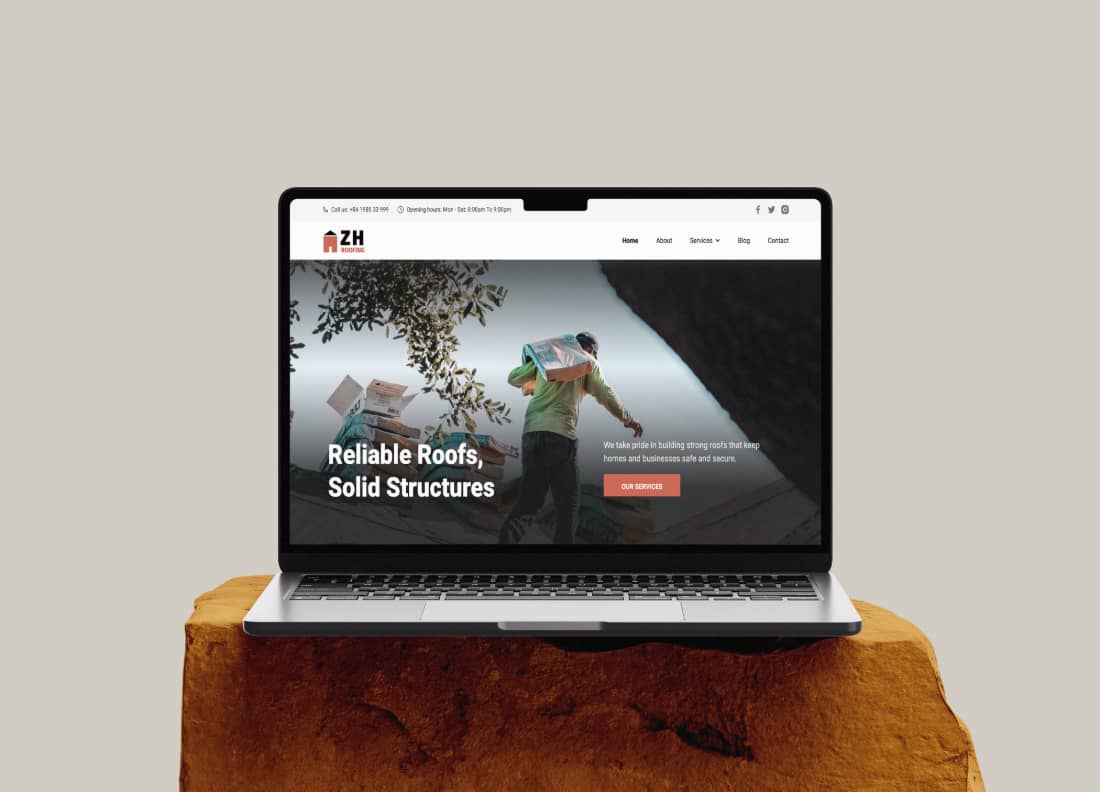 Call us: +84 1985 33 999
Opening hours: Mon - Sat: 8:00am To 9:00pm
ZH
ROOFING
Home About Services Blog Contact
Reliable Roofs,
Solid Structures
We take pride in building strong roofs that keep
homes and businesses safe and secure.
OUR SERVICES